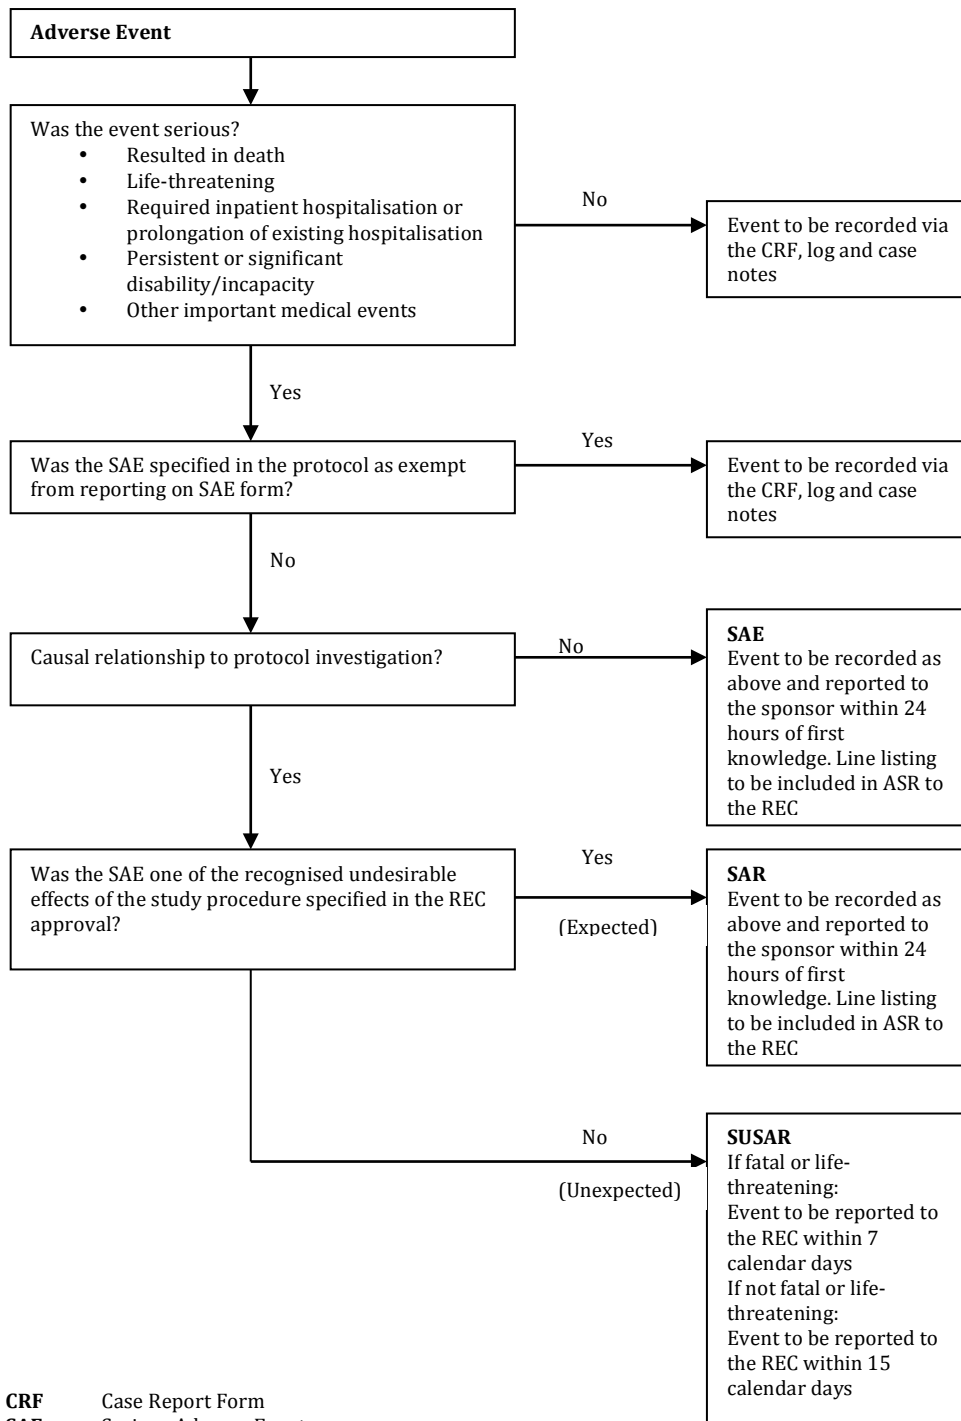 Adverse Event
Was the event serious?
• Resulted in death
• Life-threatening
• Required inpatient hospitalisation or
prolongation of existing hospitalisation
• Persistent or significant
disability/incapacity
• Other important medical events
No
Event to be recorded via
the CRF, log and case
notes
Yes
Was the SAE specified in the protocol as exempt
from reporting on SAE form?
Yes
Event to be recorded via
the CRF, log and case
notes
No
Causal relationship to protocol investigation?
No
SAE
Event to be recorded as
above and reported to
the sponsor within 24
hours of first
knowledge. Line listing
to be included in ASR to
the REC
Yes
Was the SAE one of the recognised undesirable
effects of the study procedure specified in the REC
approval?
Yes
(Expected)
SAR
Event to be recorded as
above and reported to
the sponsor within 24
hours of first
knowledge. Line listing
to be included in ASR to
the REC
No
(Unexpected)
SUSAR
If fatal or life-
threatening:
Event to be reported to
the REC within 7
calendar days
If not fatal or life-
threatening:
Event to be reported to
the REC within 15
calendar days
CRF Case Report Form
SAE Serious Adverse Event